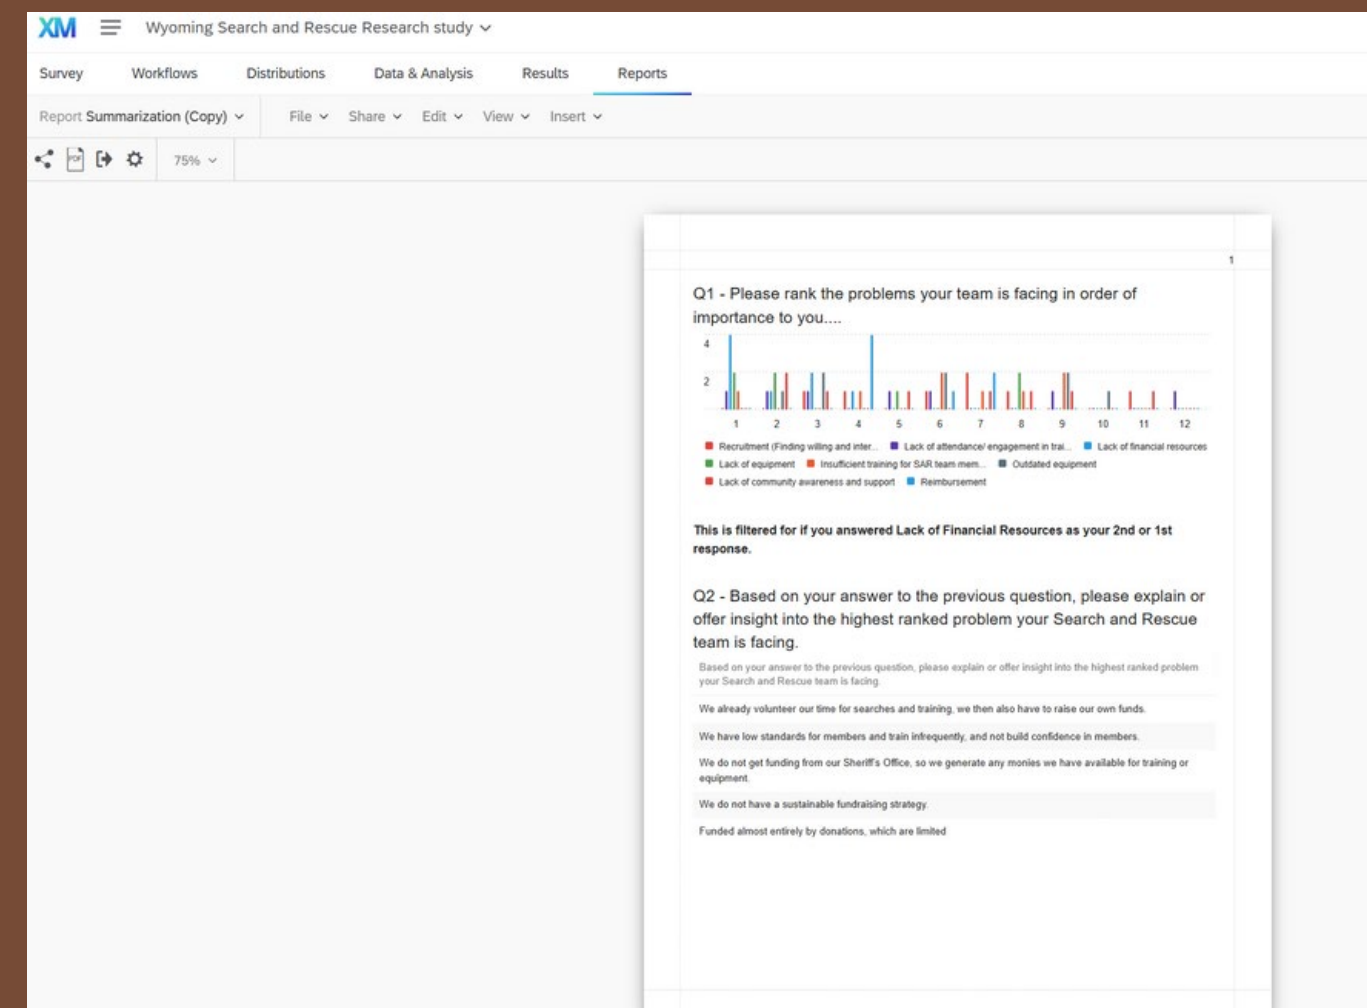 XM Wyoming Search and Rescue Research study
Survey Workflows Distributions Data & Analysis Results Reports
Report Summarization (Copy) File Share Edit View Insert
PDF 75%
1
Q1 - Please rank the problems your team is facing in order of
importance to you....
4
2
1 2 3 4 5 6 7 8 9 10 11 12
Recruitment (Finding willing and inter... Lack of attendance/ engagement in trai... Lack of financial resources
Lack of equipment Insufficient training for SAR team mem... Outdated equipment
Lack of community awareness and support Reimbursement
This is filtered for if you answered Lack of Financial Resources as your 2nd or 1st
response.
Q2 - Based on your answer to the previous question, please explain or
offer insight into the highest ranked problem your Search and Rescue
team is facing.
Based on your answer to the previous question, please explain or offer insight into the highest ranked problem
your Search and Rescue team is facing.
We already volunteer our time for searches and training, we then also have to raise our own funds.
We have low standards for members and train infrequently, and not build confidence in members.
We do not get funding from our Sheriff's Office, so we generate any monies we have available for training or
equipment.
We do not have a sustainable fundraising strategy.
Funded almost entirely by donations, which are limited